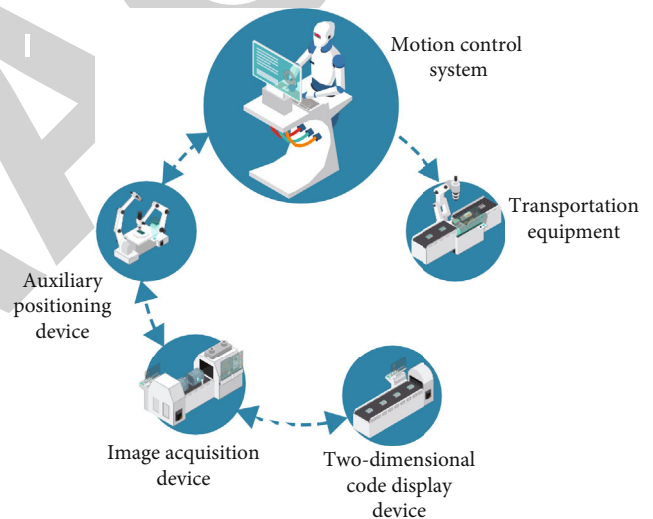 Motion control
system
Transportation
equipment
Auxiliary
positioning
device
Image acquisition
device
Two-dimensional
code display
device